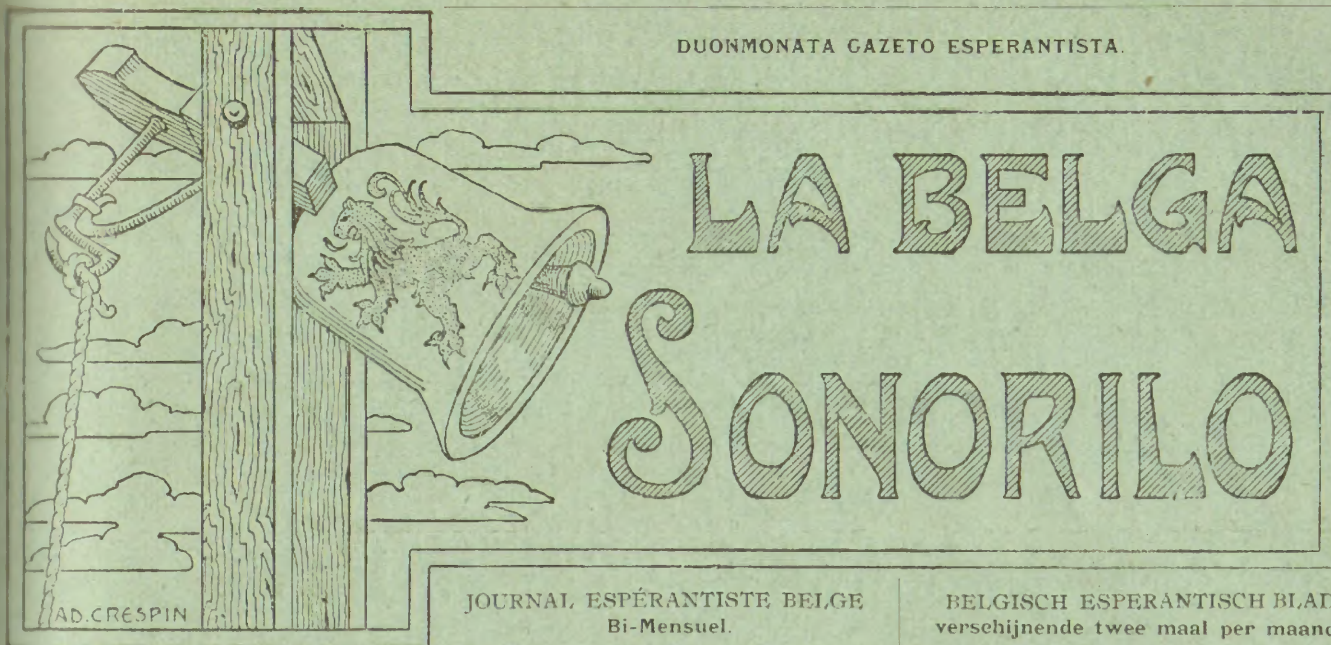 DUONMONATA GAZETO ESPERANTISTA.
LA BELGA
SONORILO
AD. CRESPIN
JOURNAL ESPÉRANTISTE BELGE
Bi-Mensuel.
BELGISCH ESPERANTISCH BLAD
verschijnende twee maal per maand